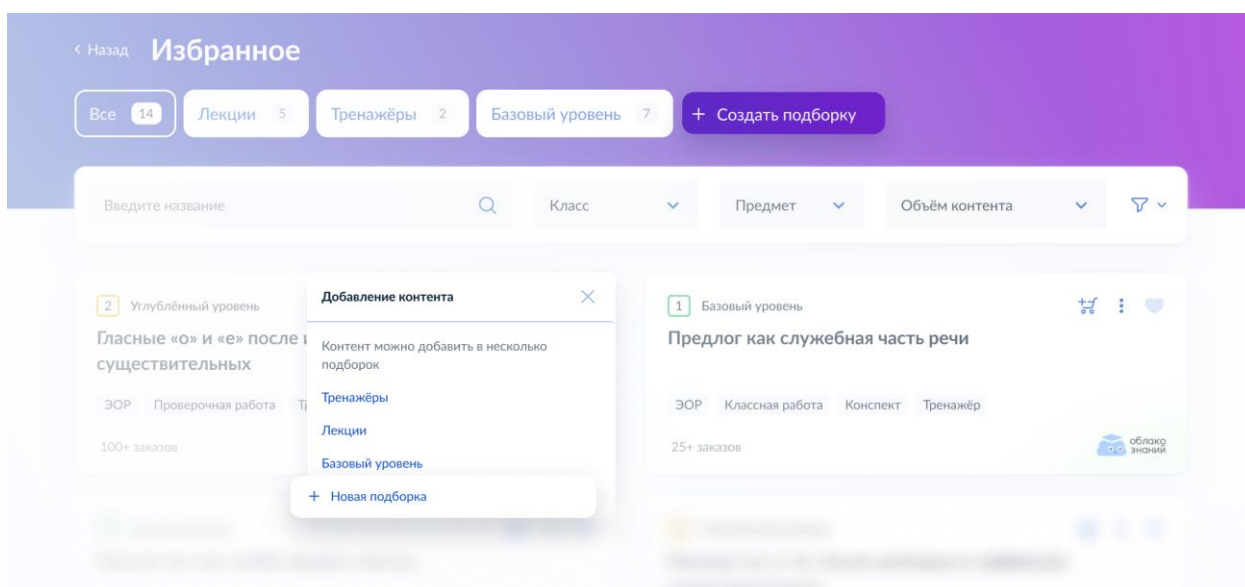 Назад Избранное
Все 14 Лекции 5 Тренажёры 2 Базовый уровень 7 + Создать подборку
Введите название Класс Предмет Объём контента
2 Углублённый уровень
Гласные «о» и «е» после
существительных
ЭОР Проверочная работа
100+ заказов
Добавление контента
Контент можно добавить в несколько
подборок
Тренажёры
Лекции
Базовый уровень
+ Новая подборка
1 Базовый уровень
Предлог как служебная часть речи
ЭОР Классная работа Конспект Тренажёр
25+ заказов
облако
знаний